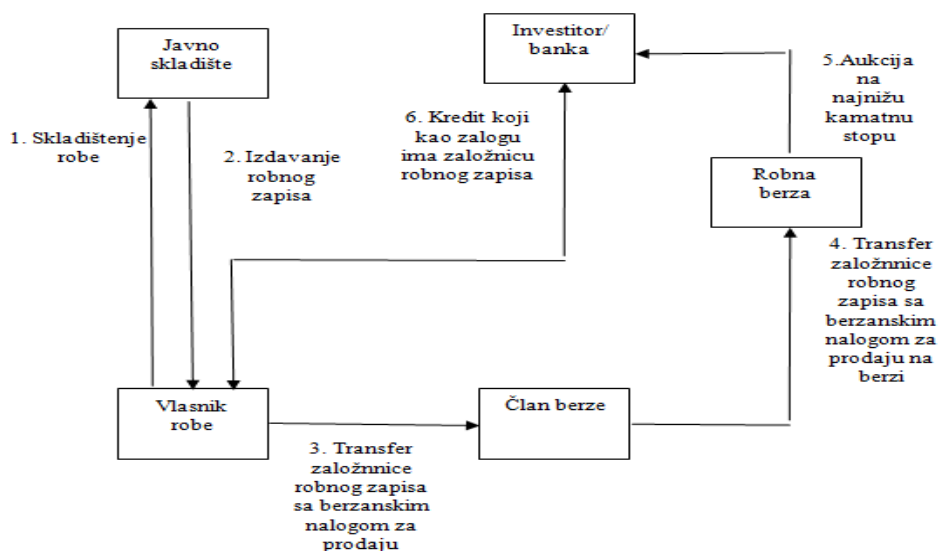 Javno
skladište
Investitor/
banka
5.Aukcija
na
najnižu
kamatnu
stopu
1. Skladištenje
robe
2. Izdavanje
robnog
zapisa
6. Kredit koji
kao zalogu
ima založnicu
robnog zapisa
Robna
berza
4. Transfer
založnnice
robnog
zapisa sa
berzanskim
nalogom za
prodaju na
berzi
Vlasnik
robe
Član berze
3. Transfer
založnnice
robnog zapisa
sa berzanskim
nalogom za
prodaju